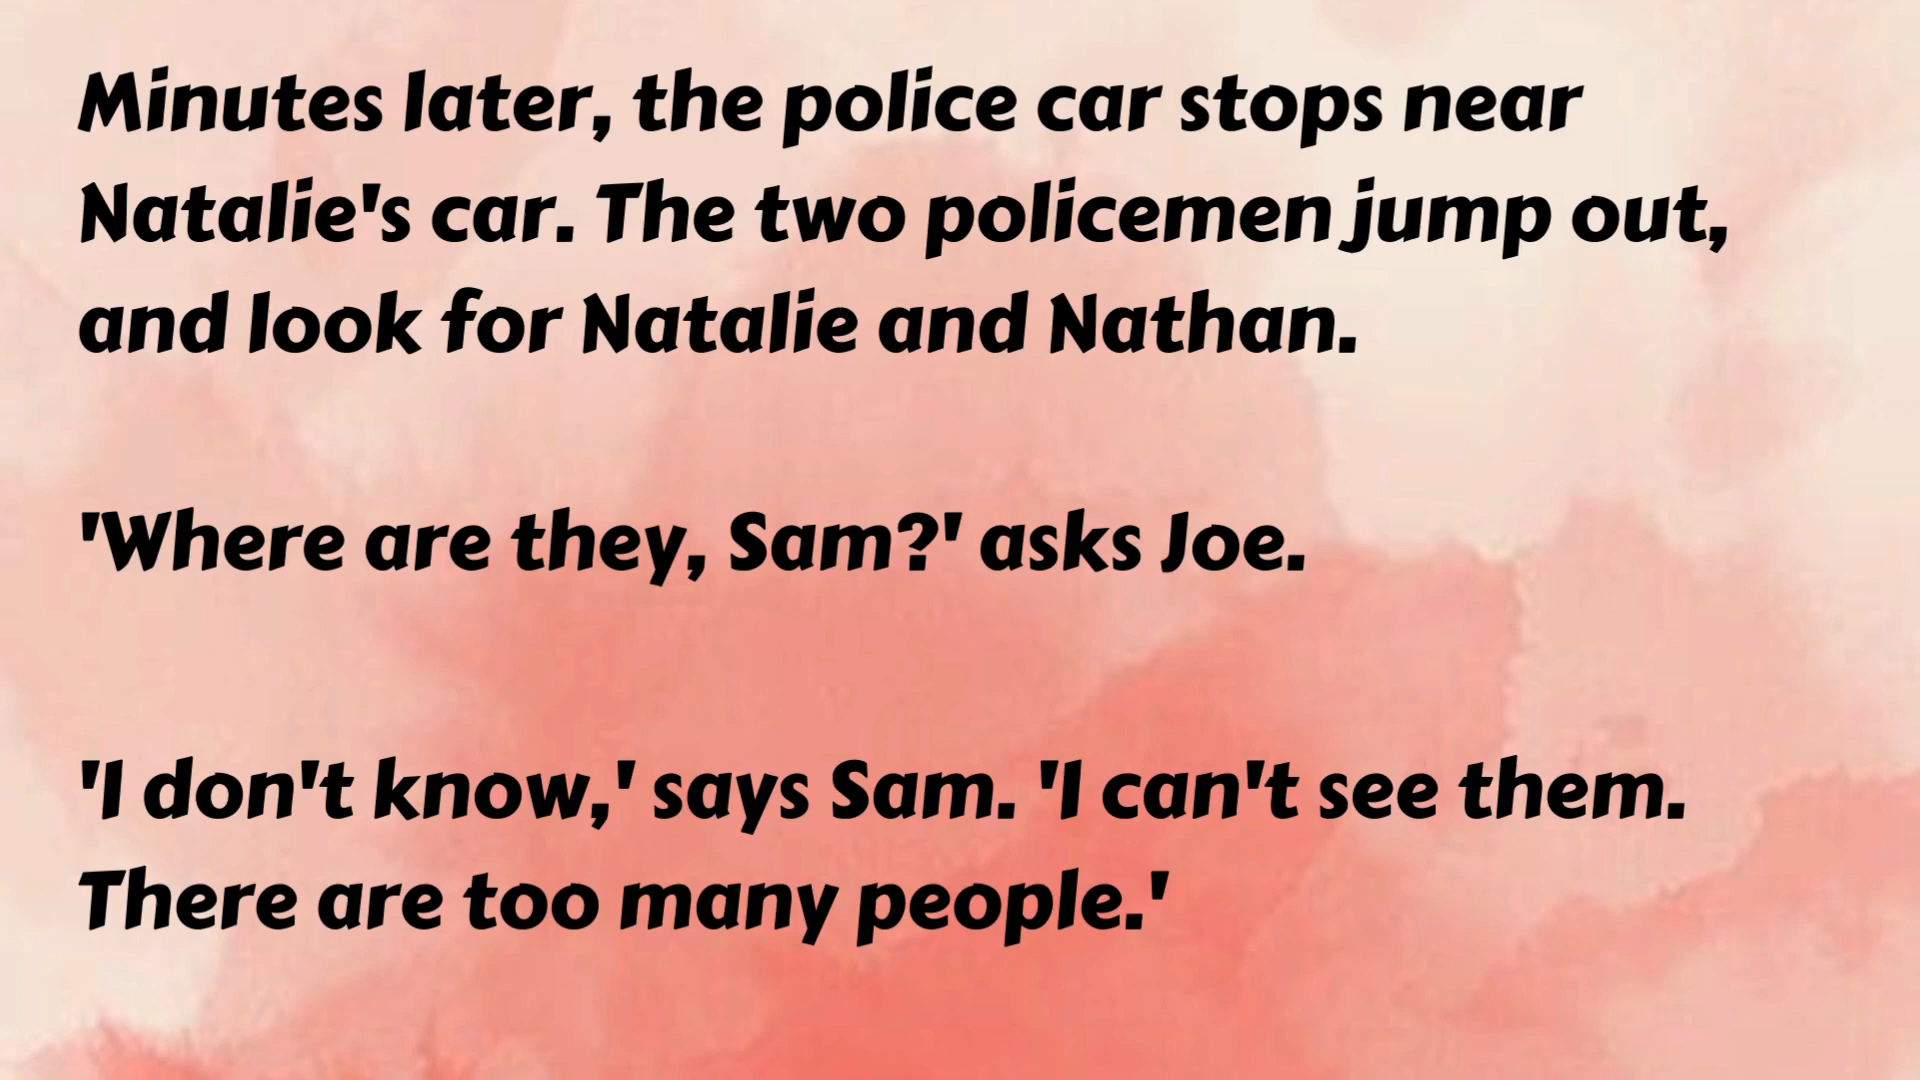 Minutes later, the police car stops near
Natalie's car. The two policemen jump out,
and look for Natalie and Nathan.
'Where are they, Sam?' asks Joe.
'I don't know,' says Sam. 'I can't see them.
There are too many people.'